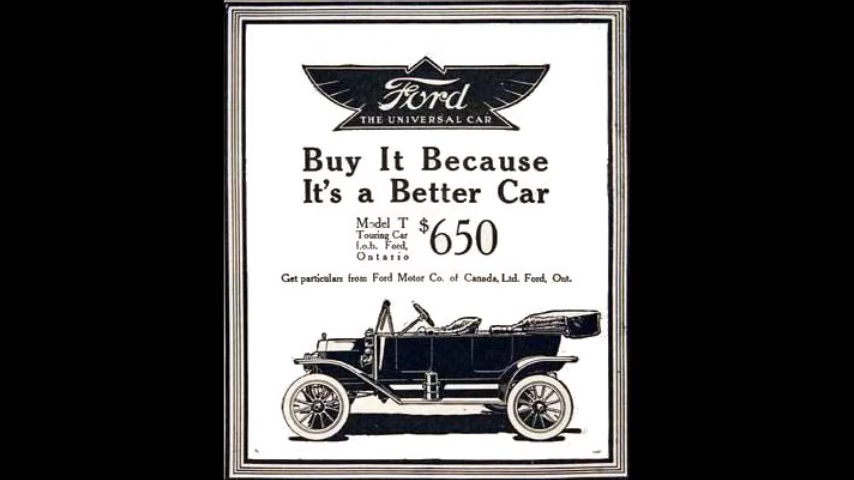 Ford
THE UNIVERSAL CAR
Buy It Because
It's a Better Car
Model T
Touring Car
f.o.b. Ford,
Ontario
$650
Get particulars from Ford Motor Co. of Canada, Ltd. Ford, Ont.